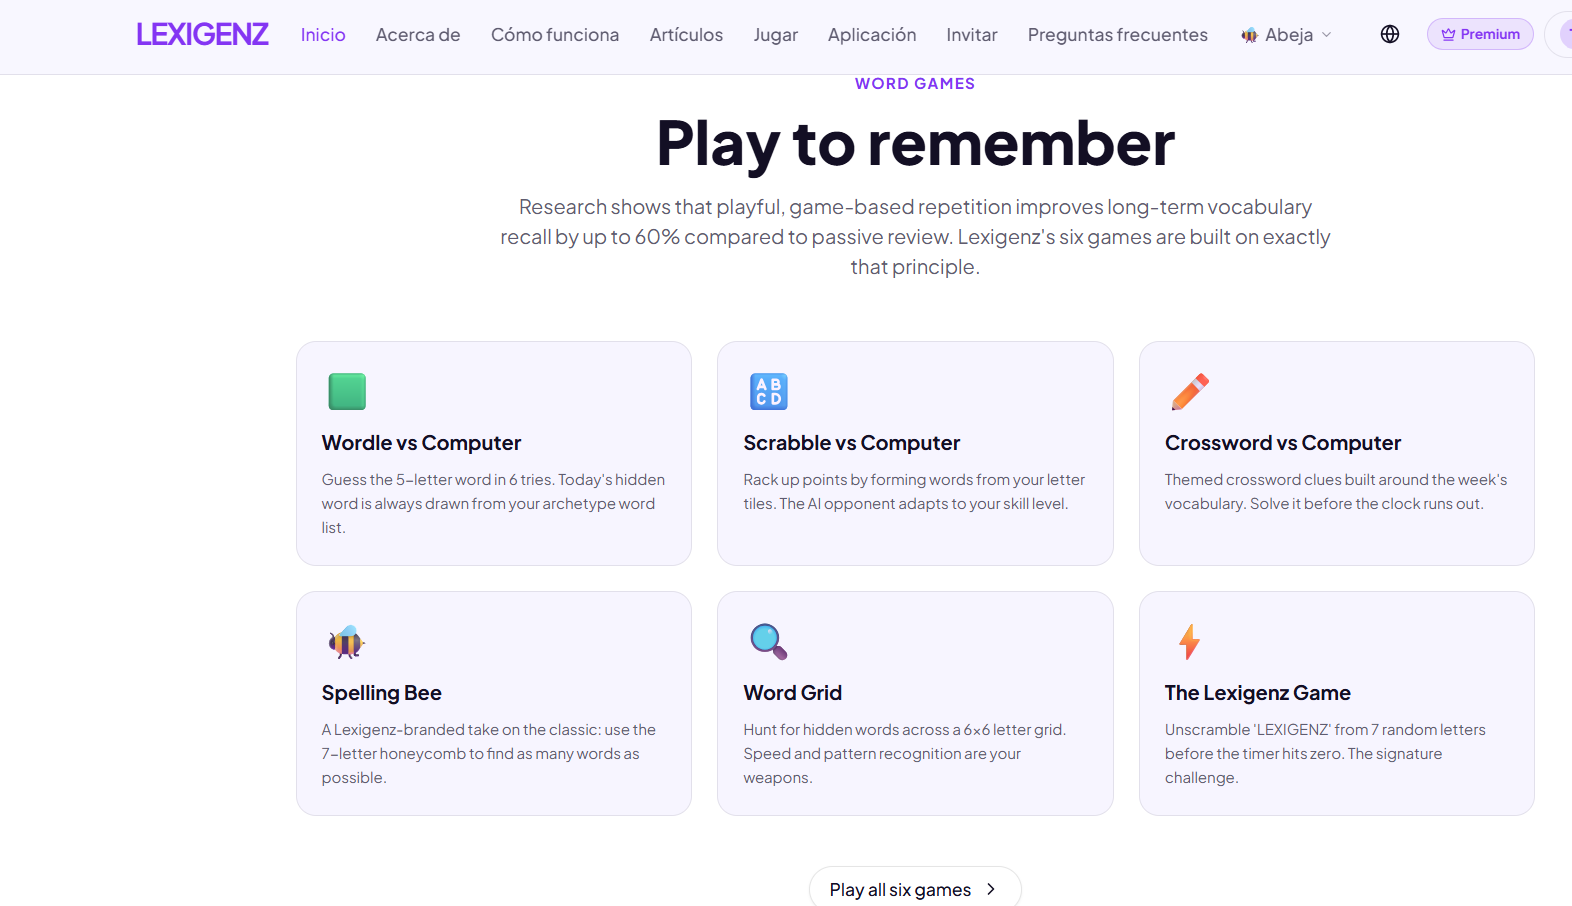 LEXIGENZ
Inicio
Acerca de
Cómo funciona
Artículos
Jugar
Aplicación
Invitar
Preguntas frecuentes
Abeja
Premium
WORD GAMES
Play to remember
Research shows that playful, game-based repetition improves long-term vocabulary
recall by up to 60% compared to passive review. Lexigenz's six games are built on exactly
that principle.
Wordle vs Computer
Guess the 5-letter word in 6 tries. Today's hidden
word is always drawn from your archetype word
list.
AB
CD
Scrabble vs Computer
Rack up points by forming words from your letter
tiles. The AI opponent adapts to your skill level.
Crossword vs Computer
Themed crossword clues built around the week's
vocabulary. Solve it before the clock runs out.
Spelling Bee
A Lexigenz-branded take on the classic: use the
7-letter honeycomb to find as many words as
possible.
Word Grid
Hunt for hidden words across a 6×6 letter grid.
Speed and pattern recognition are your
weapons.
The Lexigenz Game
Unscramble 'LEXIGENZ' from 7 random letters
before the timer hits zero. The signature
challenge.
Play all six games